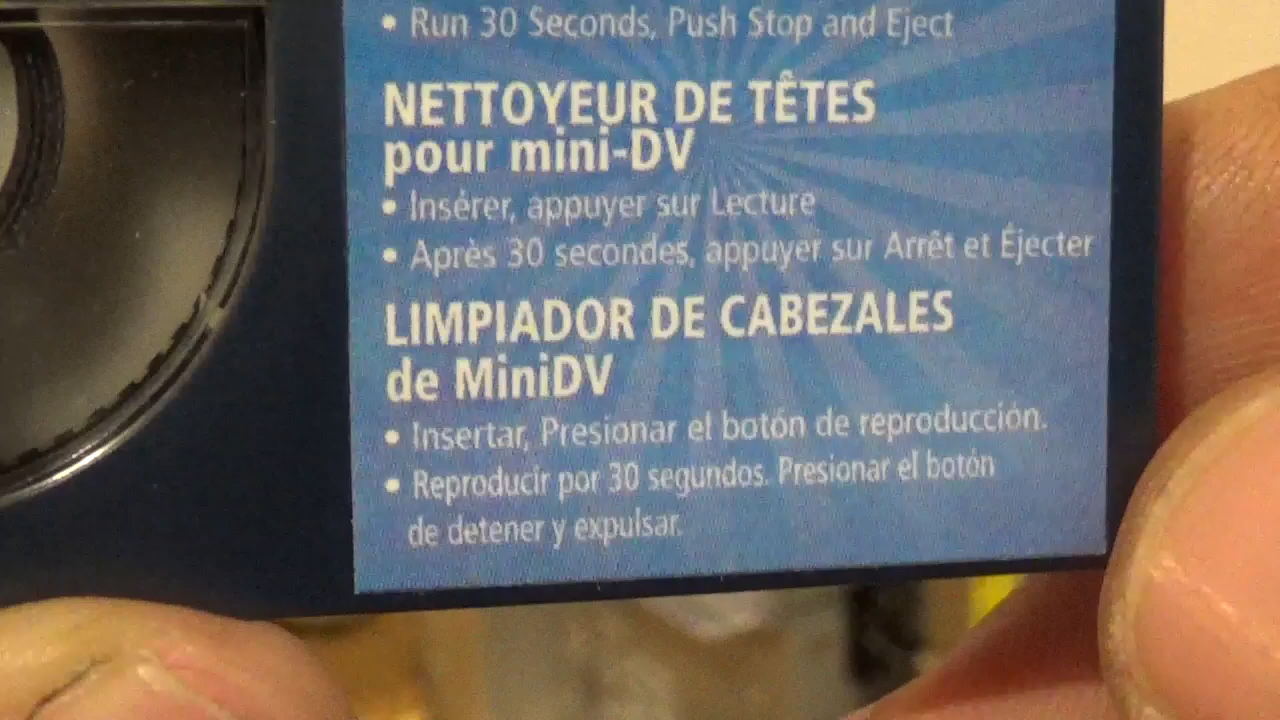 • Run 30 Seconds, Push Stop and Eject
NETTOYEUR DE TÊTES
pour mini-DV
• Insérer, appuyer sur Lecture
• Après 30 secondes, appuyer sur Arrêt et Éjecter
LIMPIADOR DE CABEZALES
de MiniDV
• Insertar, Presionar el botón de reproducción.
• Reproducir por 30 segundos. Presionar el botón
de detener y expulsar.